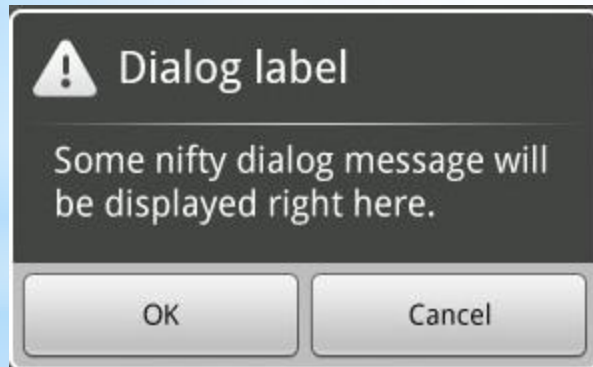 Dialog label
Some nifty dialog message will
be displayed right here.
OK
Cancel